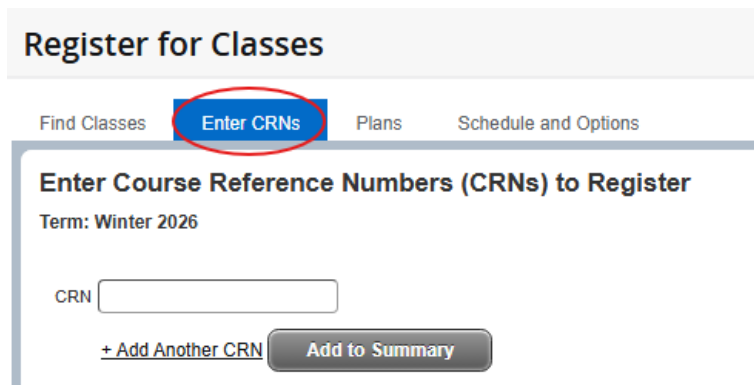 Register for Classes
Find Classes Enter CRNs Plans Schedule and Options
Enter Course Reference Numbers (CRNs) to Register
Term: Winter 2026
CRN
+ Add Another CRN Add to Summary